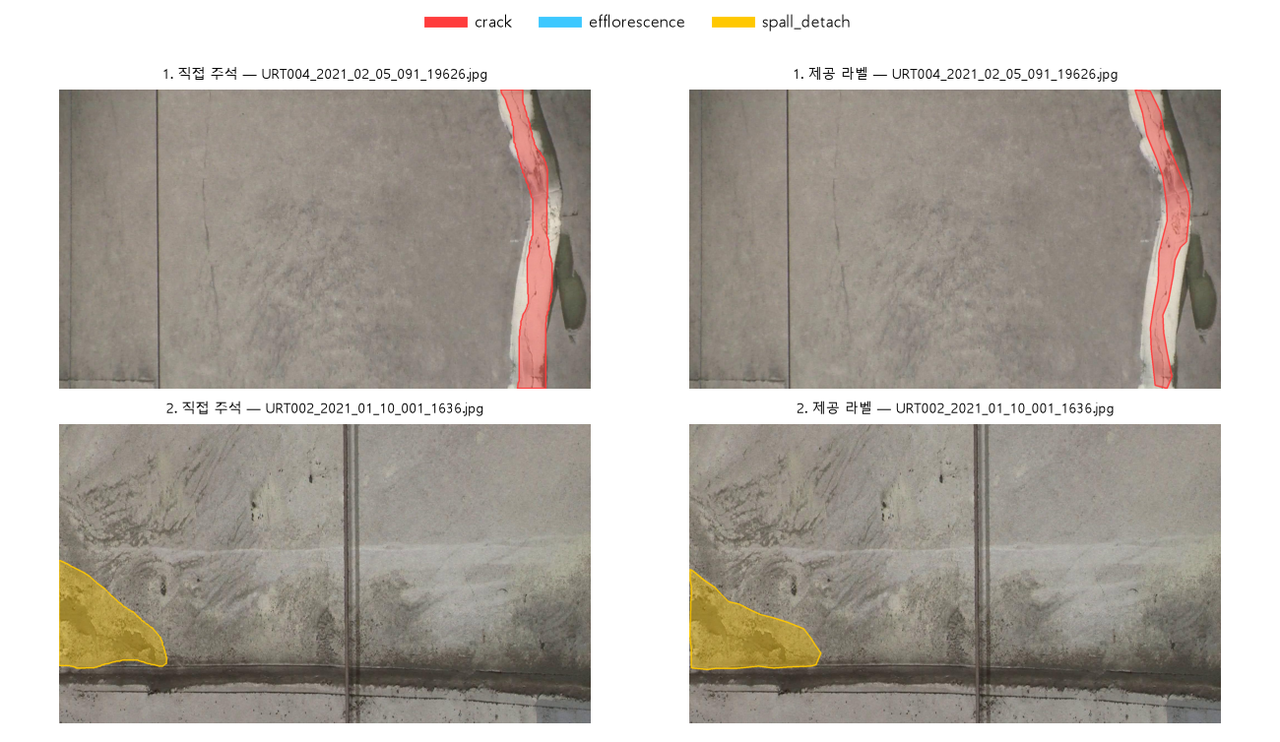 crack efflorescence spall_detach
1. 직접 주석 — URT004_2021_02_05_091_19626.jpg
1. 제공 라벨 — URT004_2021_02_05_091_19626.jpg
2. 직접 주석 — URT002_2021_01_10_001_1636.jpg
2. 제공 라벨 — URT002_2021_01_10_001_1636.jpg